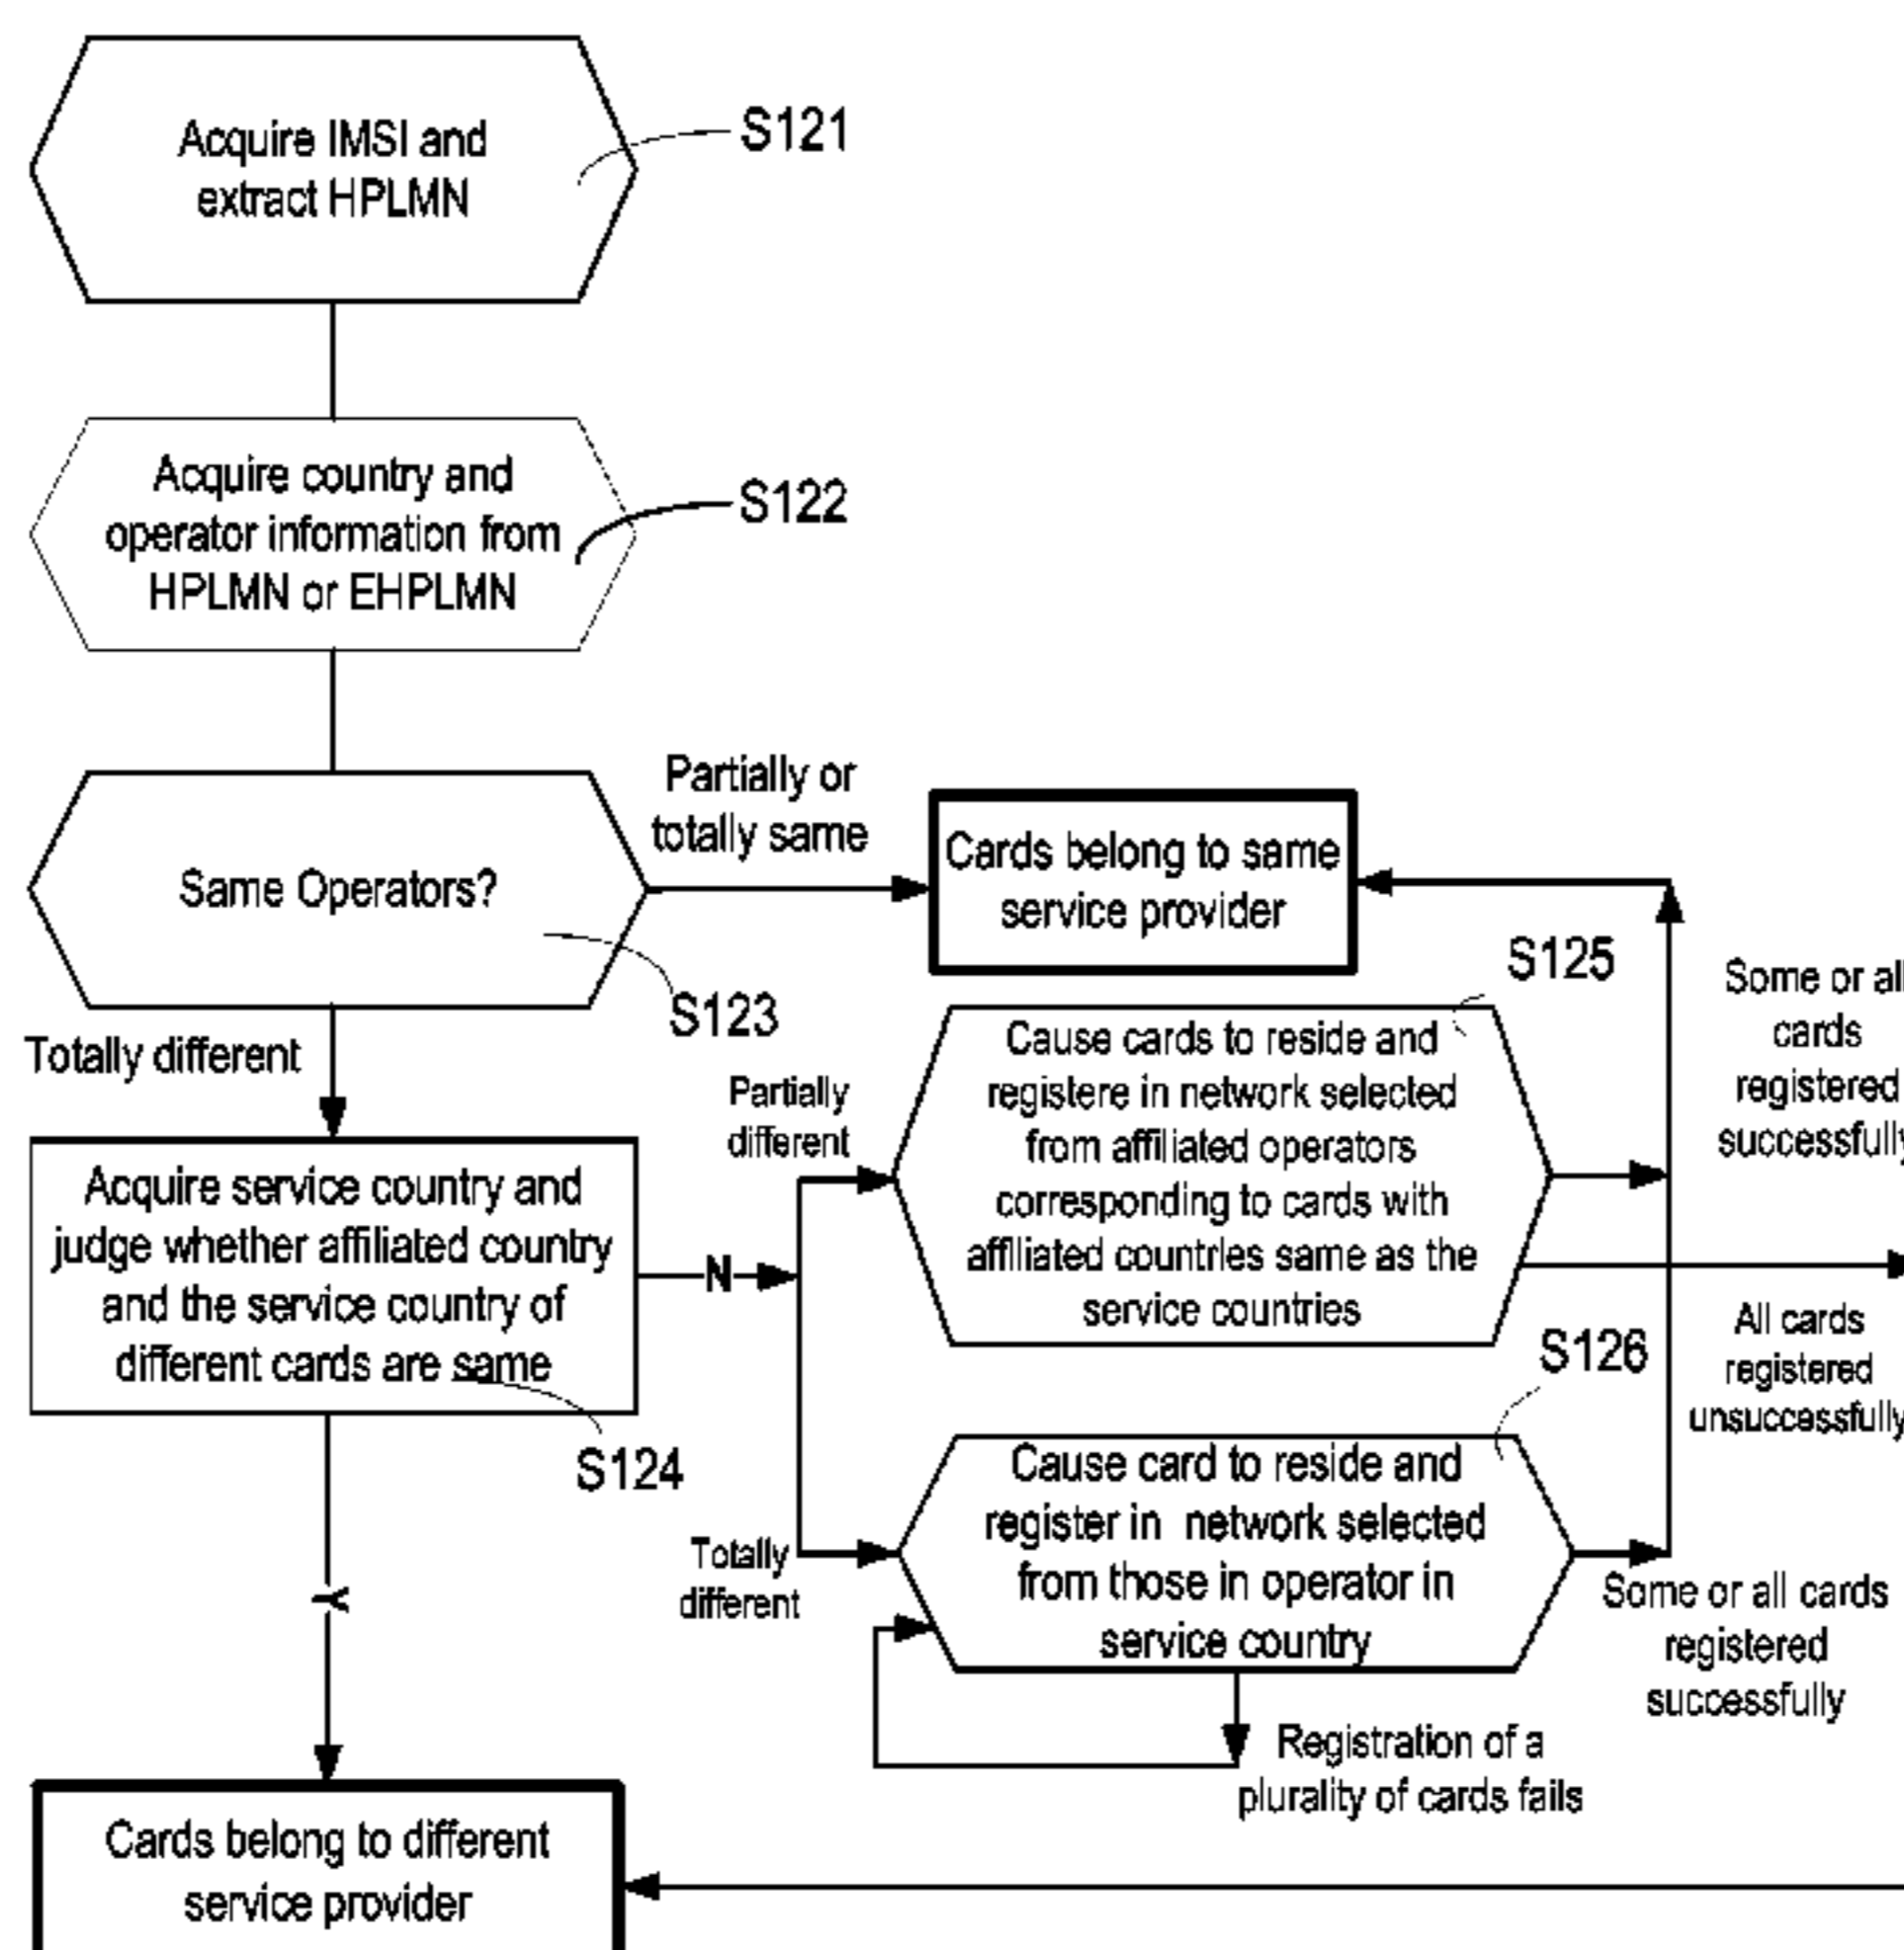 Acquire IMSI and
extract HPLMN
S121
Acquire country and
operator information from
HPLMN or EHPLMN
S122
Same Operators?
S123
Partially or
totally same
Cards belong to same
service provider
Totally different
Acquire service country and
judge whether affiliated country
and the service country of
different cards are same
S124
N
Partially
different
Cause cards to reside and
registere in network selected
from affiliated operators
corresponding to cards with
affiliated countries same as the
service countries
S125
Some or all
cards
registered
successfully
All cards
registered
unsuccessfully
Totally
different
Cause card to reside and
register in network selected
from those in operator in
service country
S126
Some or all cards
registered
successfully
Registration of a
plurality of cards fails
Y
Cards belong to different
service provider